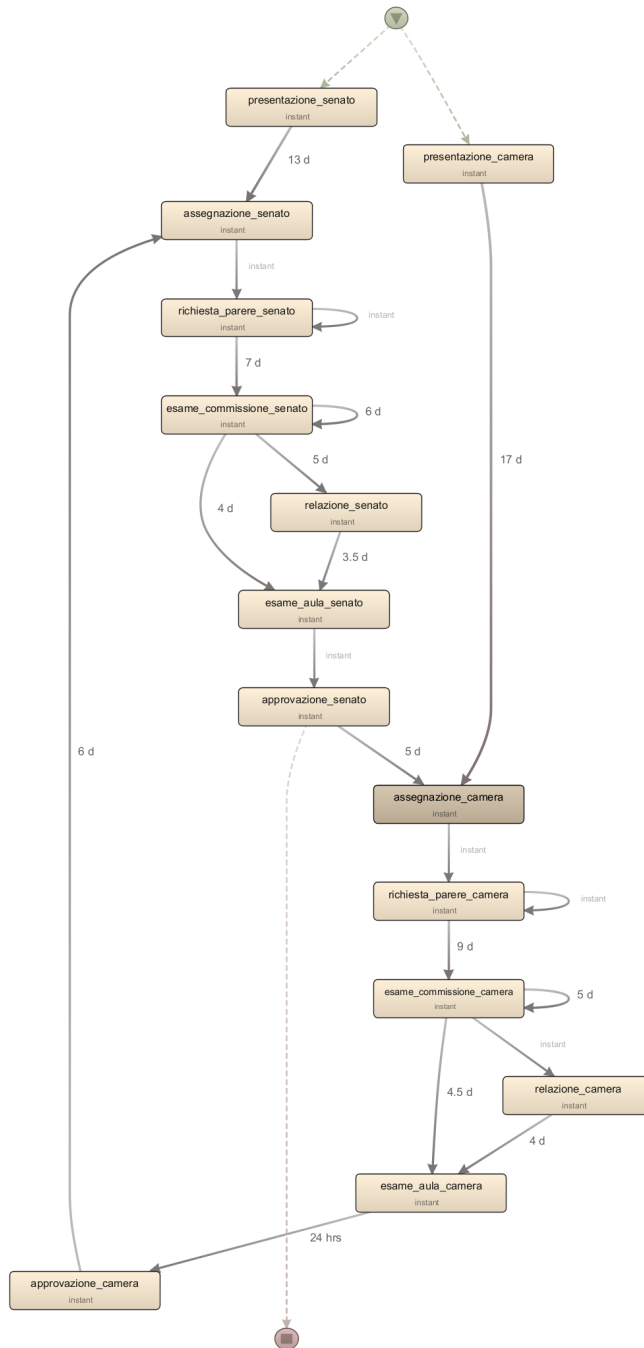 presentazione_senato
instant
presentazione_camera
instant
13 d
assegnazione_senato
instant
instant
richiesta_parere_senato
instant
instant
7 d
esame_commissione_senato
instant
6 d
5 d
17 d
4 d
relazione_senato
instant
3.5 d
esame_aula_senato
instant
instant
approvazione_senato
instant
6 d
5 d
assegnazione_camera
instant
instant
richiesta_parere_camera
instant
instant
9 d
esame_commissione_camera
instant
5 d
instant
4.5 d
relazione_camera
instant
4 d
esame_aula_camera
instant
24 hrs
approvazione_camera
instant